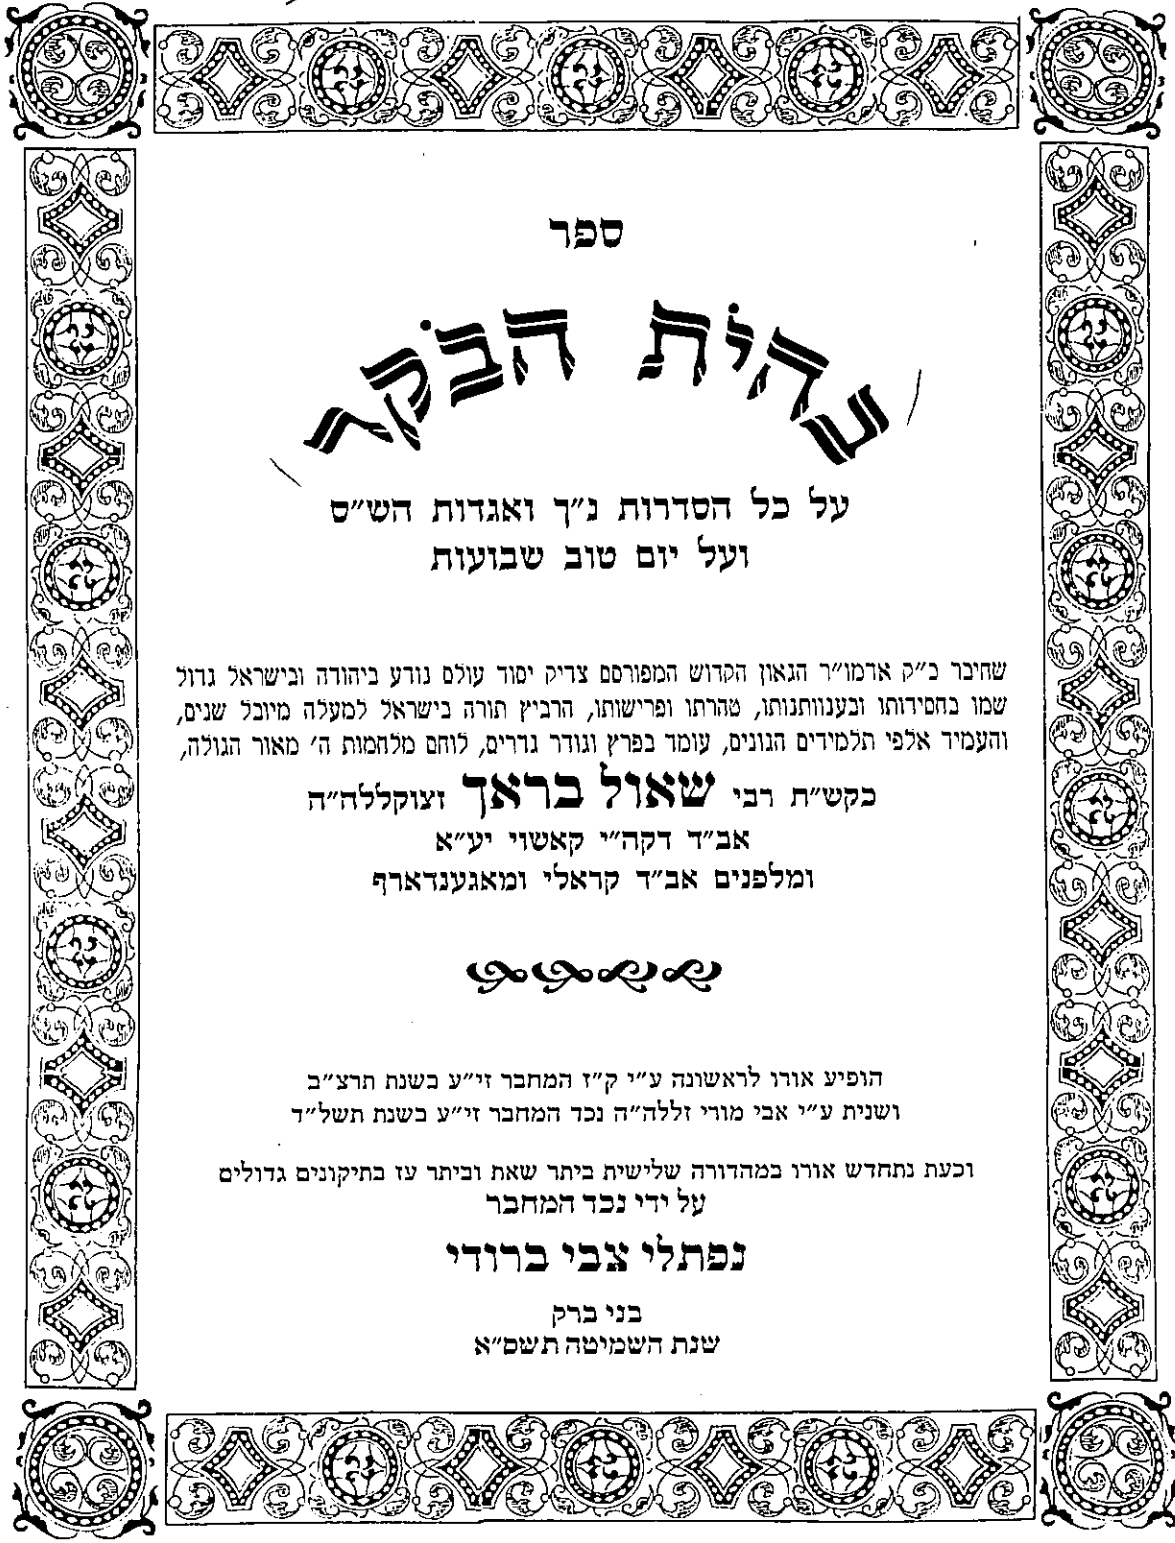 ספר
בהיֹת הבֹקר
על כל הסדרות נ״ך ואגדות הש״ס
ועל יום טוב שבועות
שחיבר כ״ק אדמו״ר הגאון הקדוש המפורסם צדיק יסוד עולם נודע ביהודה ובישראל גדול
שמו בחסידותו ובענוותנותו, טהרתו ופרישותו, הרביץ תורה בישראל למעלה מיובל שנים,
והעמיד אלפי תלמידים הגונים, עומד בפרץ וגודר גדרים, לוחם מלחמות ה׳ מאור הגולה,
כקש״ת רבי שאול בראך זצוקללה״ה
אב״ד דקה״י קאשוי יע״א
ומלפנים אב״ד קראלי ומאגענדארף
הופיע אורו לראשונה ע״י ק״ז המחבר זי״ע בשנת תרצ״ב
ושנית ע״י אבי מורי זללה״ה נכד המחבר זי״ע בשנת תשל״ד
וכעת נתחדש אורו במהדורה שלישית ביתר שאת וביתר עז בתיקונים גדולים
על ידי נכד המחבר
נפתלי צבי ברודי
בני ברק
שנת השמיטה תשס״א